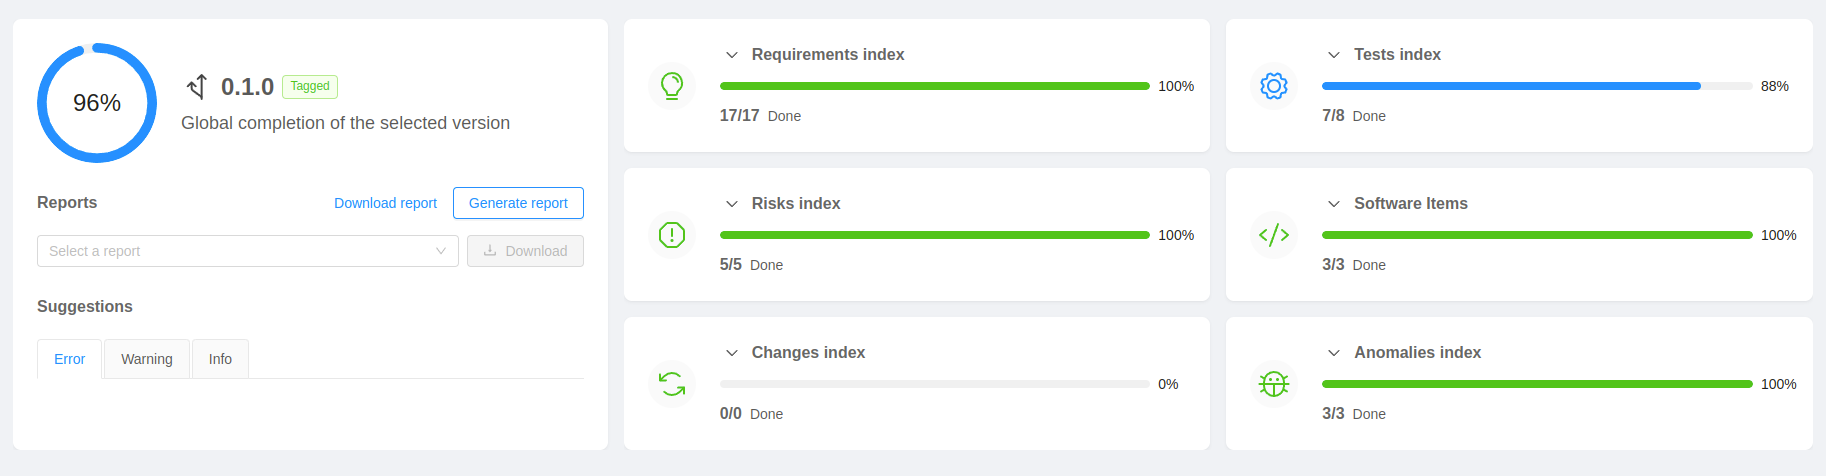 96%
0.1.0 Tagged
Global completion of the selected version
Reports Download report Generate report
Select a report Download
Suggestions
Error Warning Info
Requirements index
100%
17/17 Done
Tests index
88%
7/8 Done
Risks index
100%
5/5 Done
Software Items
100%
3/3 Done
Changes index
0%
0/0 Done
Anomalies index
100%
3/3 Done